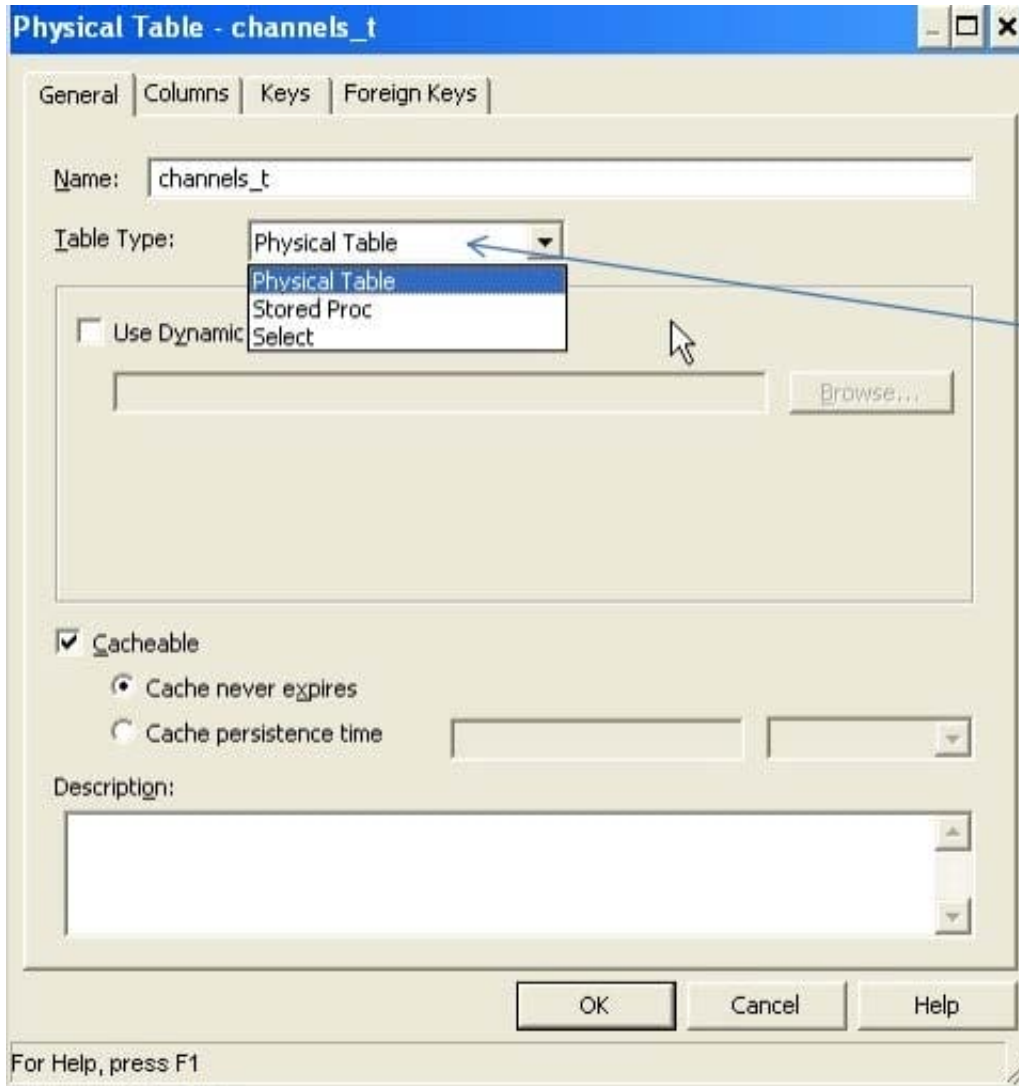 Physical Table - channels_t
General Columns Keys Foreign Keys
Name: channels_t
Table Type: Physical Table
Physical Table
Stored Proc
Select
Use Dynamic
Browse...
Cacheable
Cache never expires
Cache persistence time
Description:
OK Cancel Help
For Help, press F1